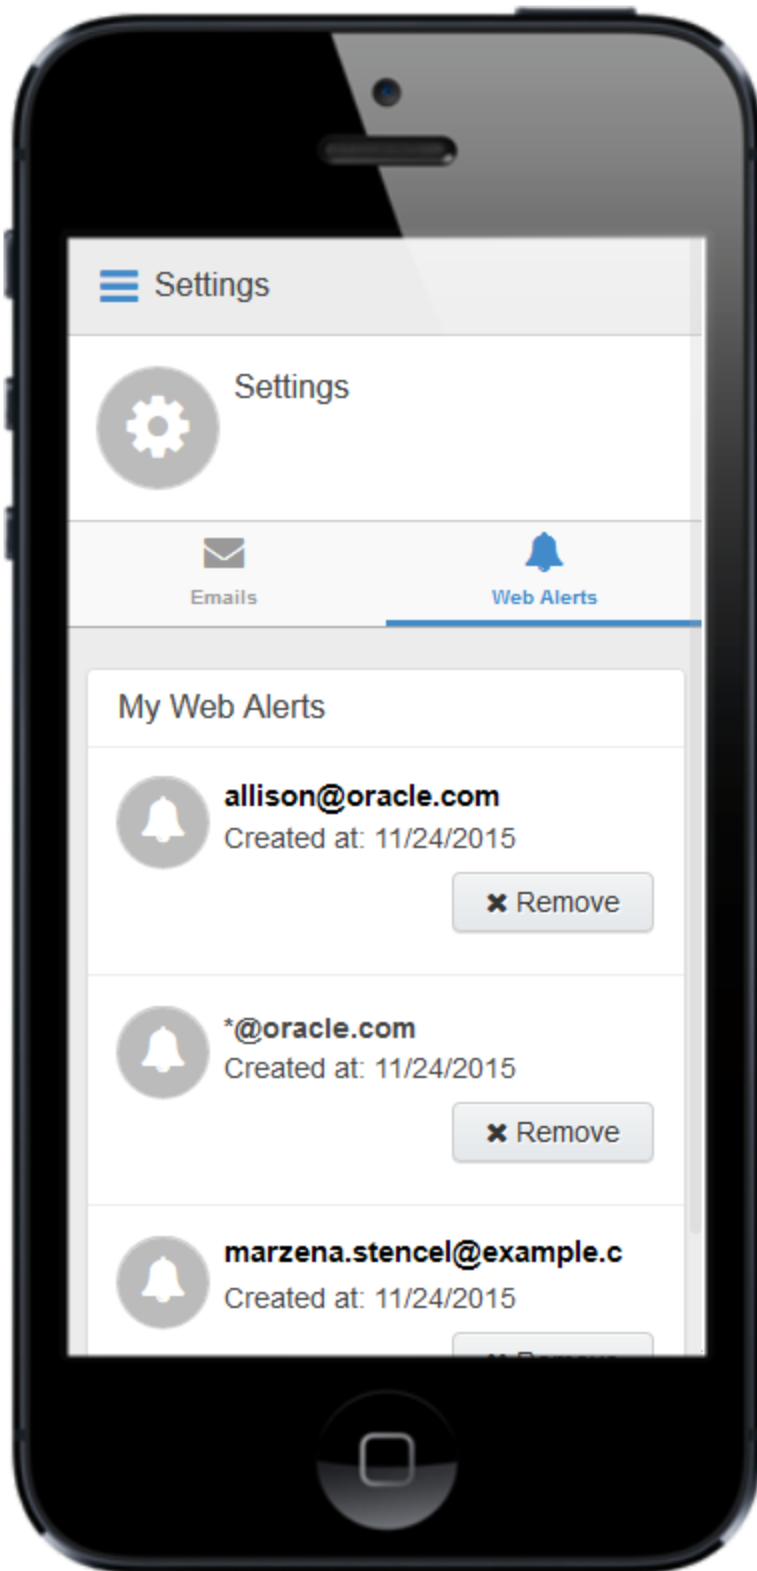 Settings
Settings
Emails
Web Alerts
My Web Alerts
allison@oracle.com
Created at: 11/24/2015
Remove
*@oracle.com
Created at: 11/24/2015
Remove
marzena.stencel@example.c
Created at: 11/24/2015